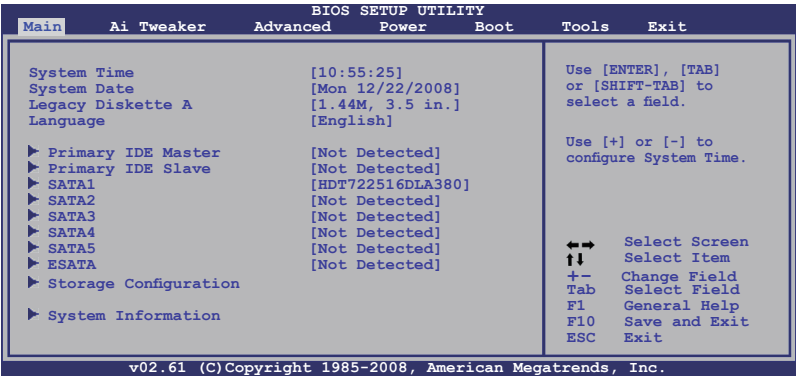 BIOS SETUP UTILITY
Main Ai Tweaker Advanced Power Boot Tools Exit
System Time [10:55:25]
System Date [Mon 12/22/2008]
Legacy Diskette A [1.44M, 3.5 in.]
Language [English]
Primary IDE Master [Not Detected]
Primary IDE Slave [Not Detected]
SATA1 [HDT722516DLA380]
SATA2 [Not Detected]
SATA3 [Not Detected]
SATA4 [Not Detected]
SATA5 [Not Detected]
ESATA [Not Detected]
Storage Configuration
System Information
Use [ENTER], [TAB]
or [SHIFT-TAB] to
select a field.
Use [+] or [-] to
configure System Time.
←→ Select Screen
↑↓ Select Item
+- Change Field
Tab Select Field
F1 General Help
F10 Save and Exit
ESC Exit
v02.61 (C)Copyright 1985-2008, American Megatrends, Inc.